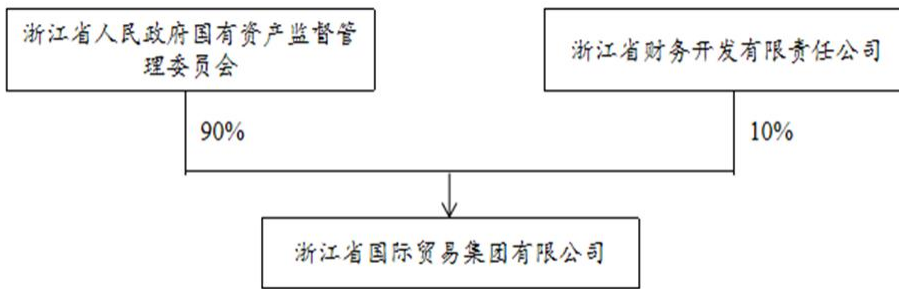 浙江省人民政府国有资产监督管
理委员会
浙江省财务开发有限责任公司
90%
10%
浙江省国际贸易集团有限公司